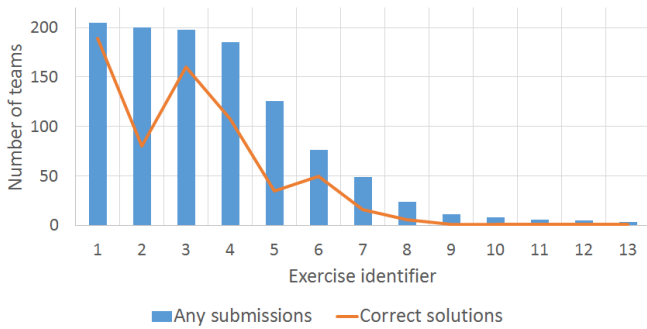 Number of teams
200
150
100
50
0
1 2 3 4 5 6 7 8 9 10 11 12 13
Exercise identifier
Any submissions Correct solutions